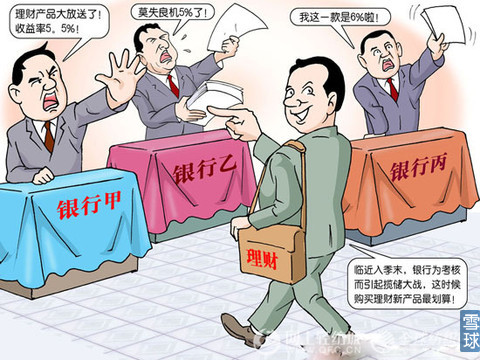 理财产品大放送了！
收益率5。5%！
莫失良机5%了！
我这一款是6%啦！
银行甲
银行乙
银行丙
理财
临近入季末，银行为考核
而引起揽储大战，这时候
购买理财新产品最划算！
雪球